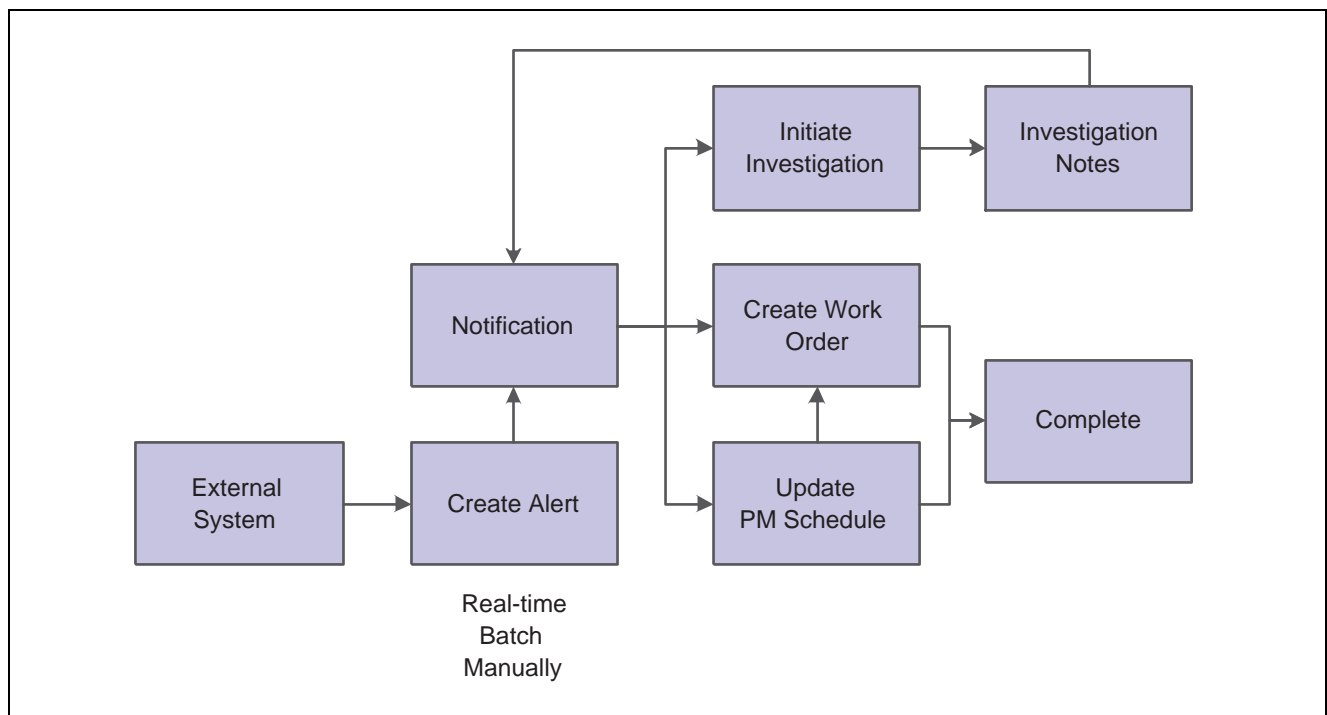 Initiate
Investigation
Investigation
Notes
Notification
Create Work
Order
Complete
External
System
Create Alert
Update
PM Schedule
Real-time
Batch
Manually